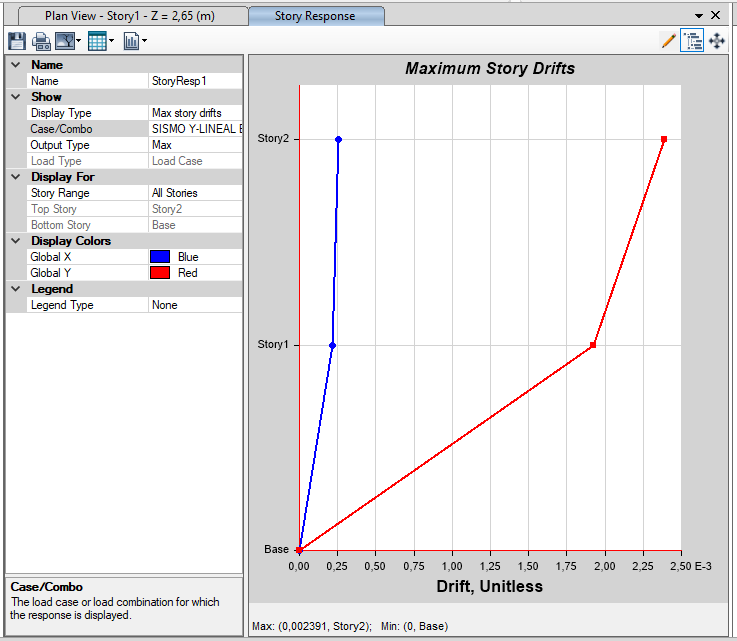 Plan View - Story1 - Z = 2,65 (m)
Story Response
Name
Name StoryResp1
Show
Display Type Max story drifts
Case/Combo SISMO Y-LINEAL E
Output Type Max
Load Type Load Case
Display For
Story Range All Stories
Top Story Story2
Bottom Story Base
Display Colors
Global X Blue
Global Y Red
Legend
Legend Type None
Case/Combo
The load case or load combination for which
the response is displayed.
Maximum Story Drifts
Story2
Story1
Base
0,00 0,25 0,50 0,75 1,00 1,25 1,50 1,75 2,00 2,25 2,50 E-3
Drift, Unitless
Max: (0,002391, Story2); Min: (0, Base)